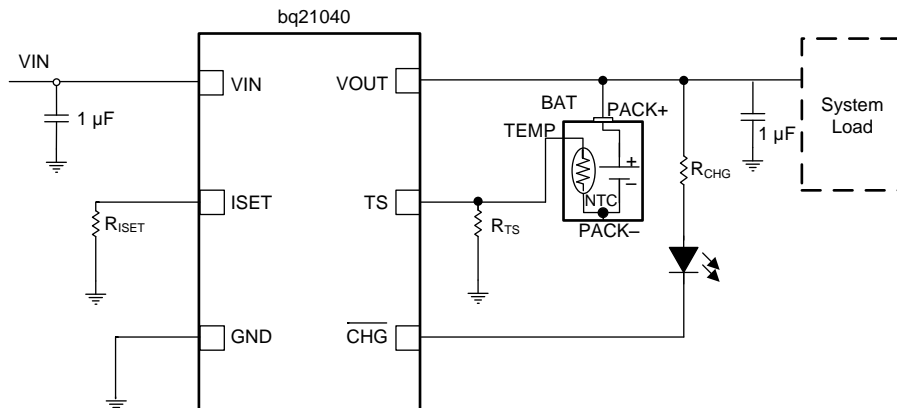 bq21040
VIN
VIN
1 µF
VOUT
BAT
PACK+
TEMP
+
−
NTC
PACK–
R_CHG
1 µF
System
Load
ISET
R_ISET
TS
R_TS
GND
CHG